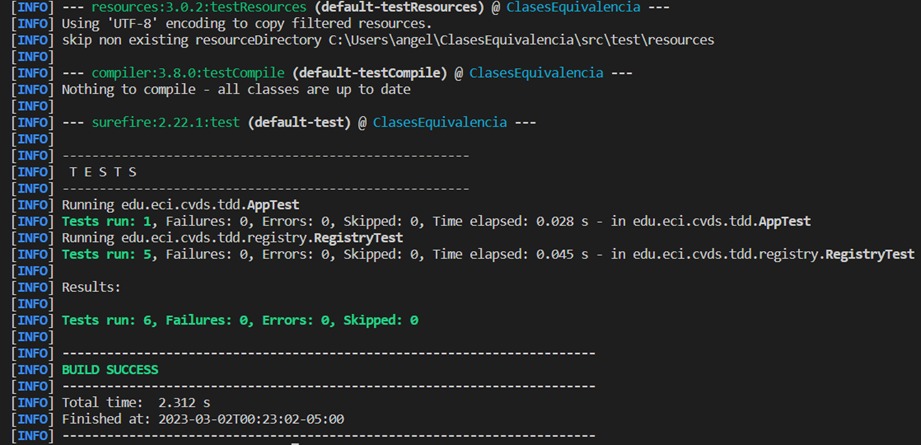 [INFO] --- resources:3.0.2:testResources (default-testResources) @ ClasesEquivalencia ---
[INFO] Using 'UTF-8' encoding to copy filtered resources.
[INFO] skip non existing resourceDirectory C:\Users\angel\ClasesEquivalencia\src\test\resources
[INFO]
[INFO] --- compiler:3.8.0:testCompile (default-testCompile) @ ClasesEquivalencia ---
[INFO] Nothing to compile - all classes are up to date
[INFO]
[INFO] --- surefire:2.22.1:test (default-test) @ ClasesEquivalencia ---
[INFO]
[INFO] -------------------------------------------------------
[INFO]  T E S T S
[INFO] -------------------------------------------------------
[INFO] Running edu.eci.cvds.tdd.AppTest
[INFO] Tests run: 1, Failures: 0, Errors: 0, Skipped: 0, Time elapsed: 0.028 s - in edu.eci.cvds.tdd.AppTest
[INFO] Running edu.eci.cvds.tdd.registry.RegistryTest
[INFO] Tests run: 5, Failures: 0, Errors: 0, Skipped: 0, Time elapsed: 0.045 s - in edu.eci.cvds.tdd.registry.RegistryTest
[INFO]
[INFO] Results:
[INFO]
[INFO] Tests run: 6, Failures: 0, Errors: 0, Skipped: 0
[INFO]
[INFO] ------------------------------------------------------------------------
[INFO] BUILD SUCCESS
[INFO] ------------------------------------------------------------------------
[INFO] Total time:  2.312 s
[INFO] Finished at: 2023-03-02T00:23:02-05:00
[INFO] ------------------------------------------------------------------------